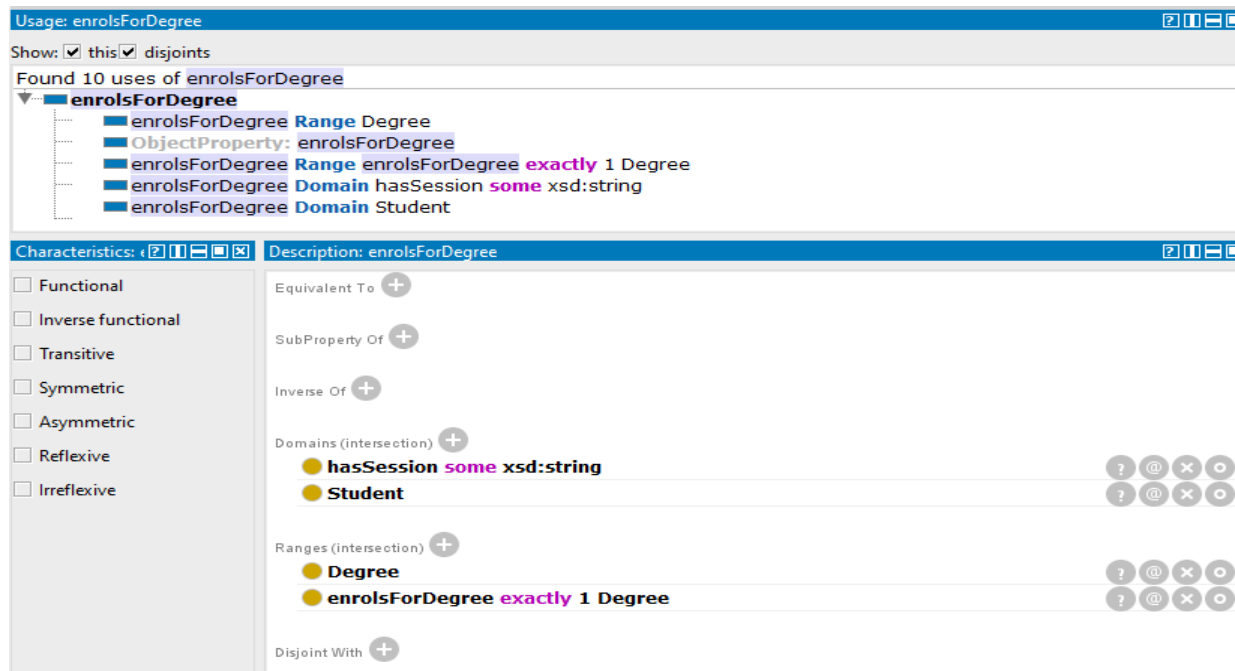 Usage: enrolsForDegree
Show: this disjoints
Found 10 uses of enrolsForDegree
enrolsForDegree
enrolsForDegree Range Degree
ObjectProperty: enrolsForDegree
enrolsForDegree Range enrolsForDegree exactly 1 Degree
enrolsForDegree Domain hasSession some xsd:string
enrolsForDegree Domain Student
Characteristics: e
Functional
Inverse functional
Transitive
Symmetric
Asymmetric
Reflexive
Irreflexive
Description: enrolsForDegree
Equivalent To
SubProperty Of
Inverse Of
Domains (intersection)
hasSession some xsd:string
Student
Ranges (intersection)
Degree
enrolsForDegree exactly 1 Degree
Disjoint With